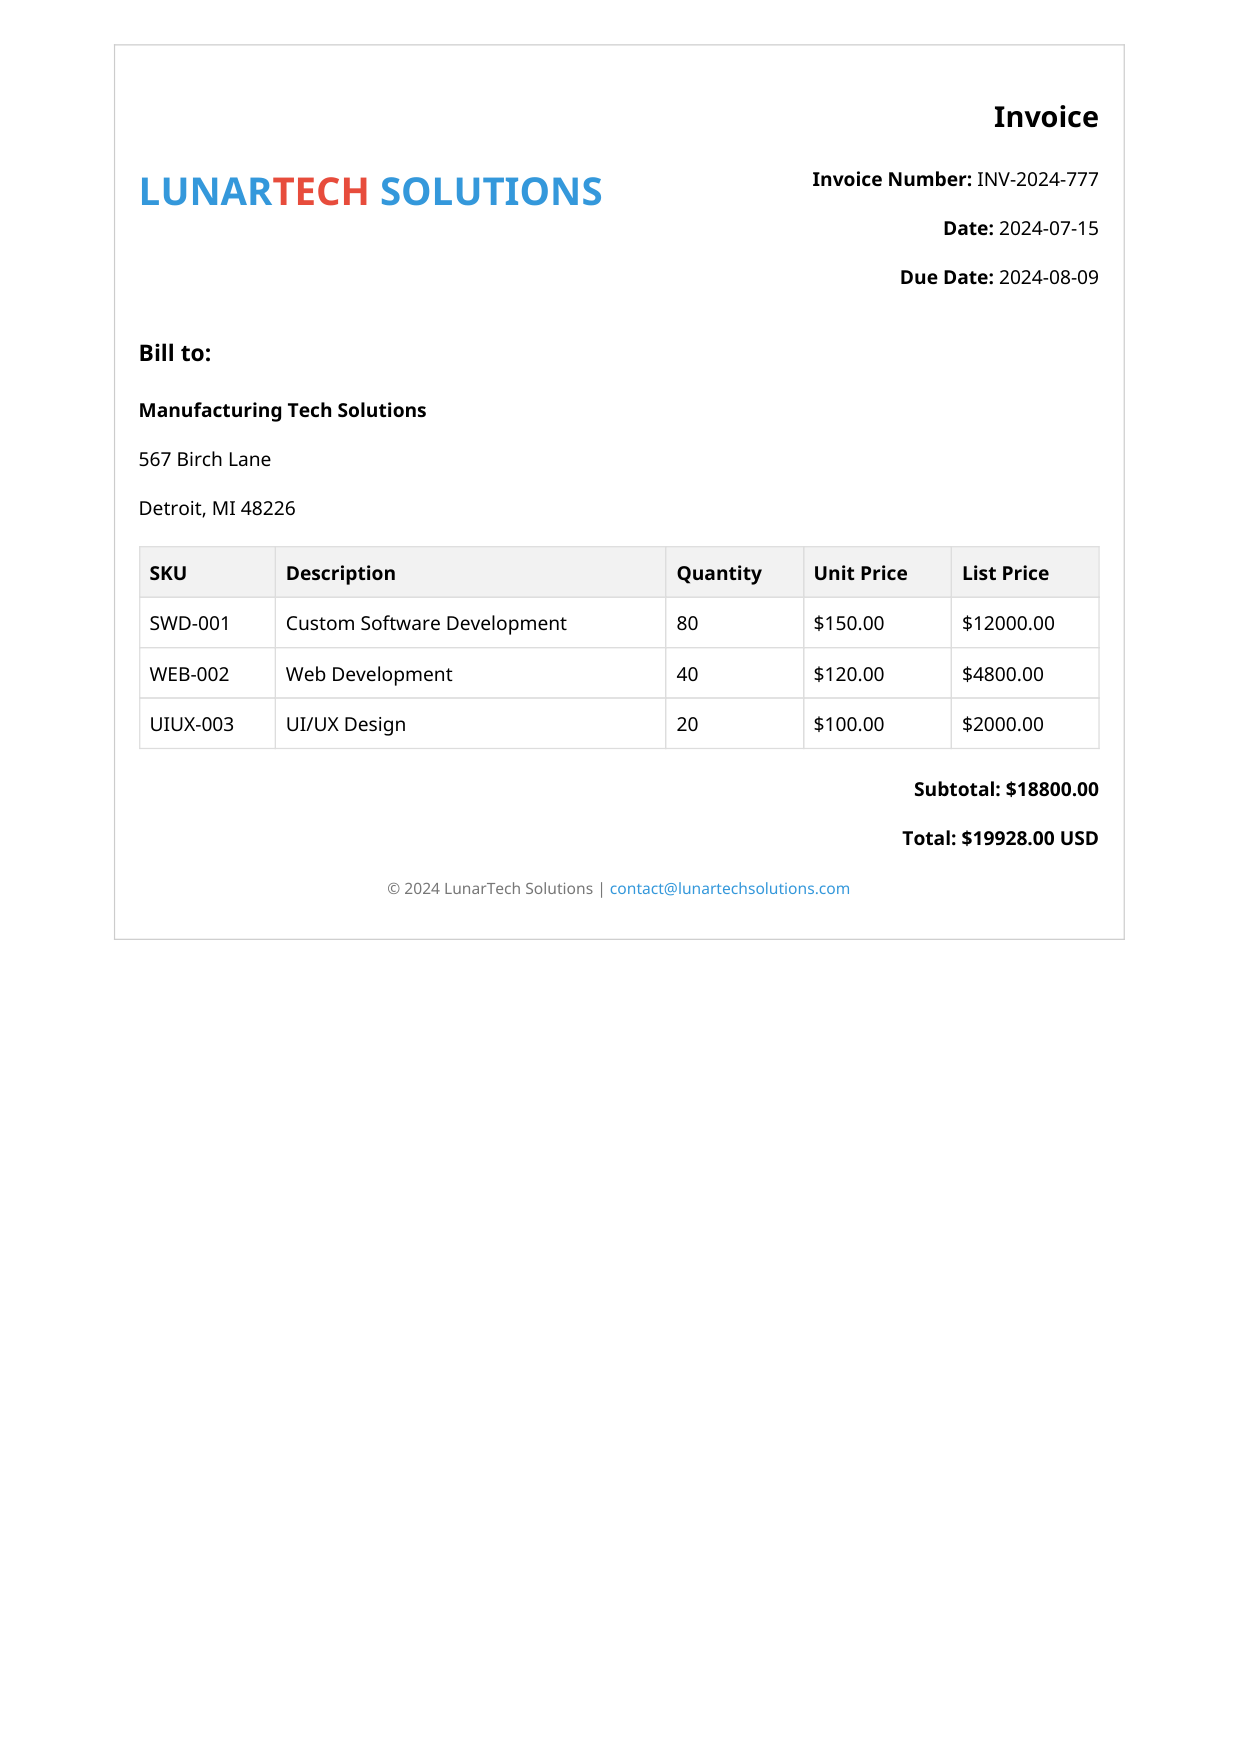 Invoice
LUNARTECH SOLUTIONS
Invoice Number: INV-2024-777
Date: 2024-07-15
Due Date: 2024-08-09
Bill to:
Manufacturing Tech Solutions
567 Birch Lane
Detroit, MI 48226
SKU Description Quantity Unit Price List Price
SWD-001 Custom Software Development 80 $150.00 $12000.00
WEB-002 Web Development 40 $120.00 $4800.00
UIUX-003 UI/UX Design 20 $100.00 $2000.00
Subtotal: $18800.00
Total: $19928.00 USD
© 2024 LunarTech Solutions | contact@lunartechsolutions.com